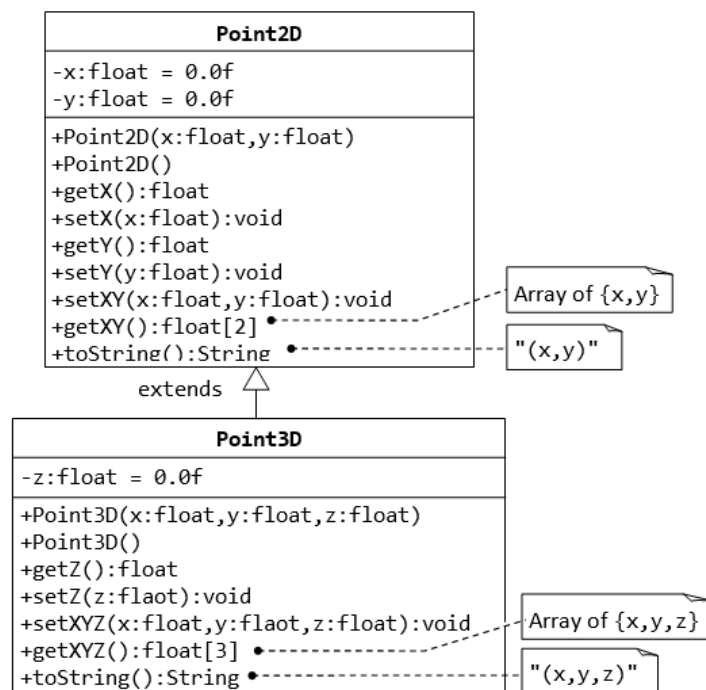 Point2D
-x:float = 0.0f
-y:float = 0.0f
+Point2D(x:float,y:float)
+Point2D()
+getX():float
+setX(x:float):void
+getY():float
+setY(y:float):void
+setXY(x:float,y:float):void
+getXY():float[2]
Array of {x,y}
+toString():String
"(x,y)"
extends
Point3D
-z:float = 0.0f
+Point3D(x:float,y:float,z:float)
+Point3D()
+getZ():float
+setZ(z:flaot):void
+setXYZ(x:float,y:flaot,z:float):void
+getXYZ():float[3]
Array of {x,y,z}
+toString():String
"(x,y,z)"